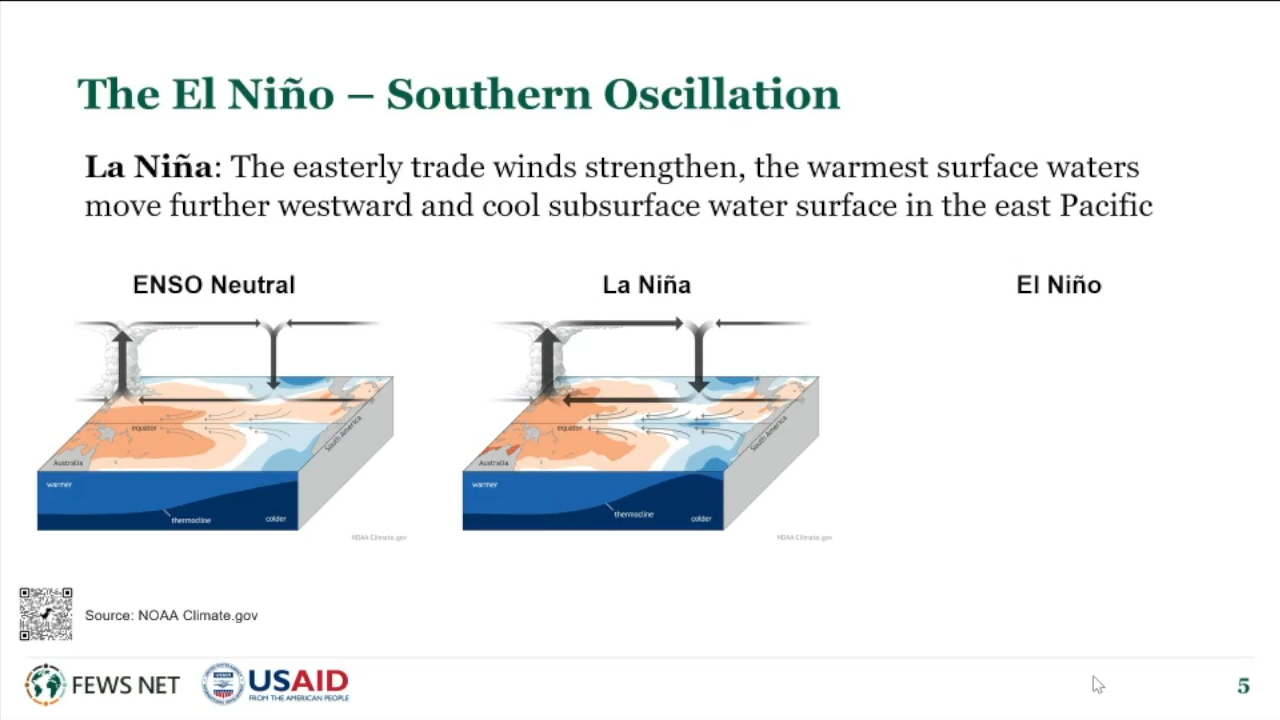 The El Niño – Southern Oscillation
La Niña: The easterly trade winds strengthen, the warmest surface waters
move further westward and cool subsurface water surface in the east Pacific
ENSO Neutral
La Niña
El Niño
equator
South America
Australia
warmer
thermocline
colder
NOAA Climate.gov
equator
South America
Australia
warmer
thermocline
colder
NOAA Climate.gov
Source: NOAA Climate.gov
FEWS NET
USAID
FROM THE AMERICAN PEOPLE
5